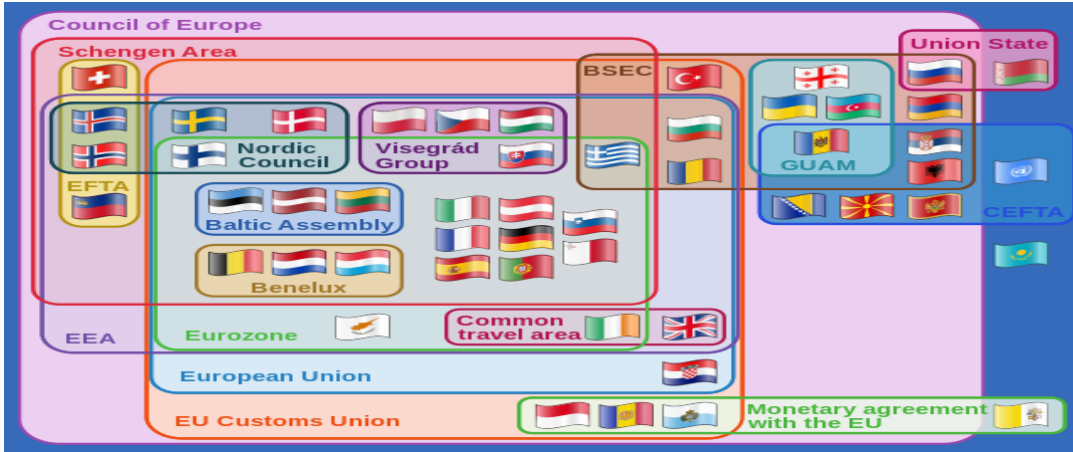 Council of Europe
Schengen Area
Union State
BSEC
Nordic
Council
Visegrád
Group
GUAM
EFTA
Baltic Assembly
CEFTA
Benelux
Common
travel area
Eurozone
EEA
European Union
EU Customs Union
Monetary agreement
with the EU